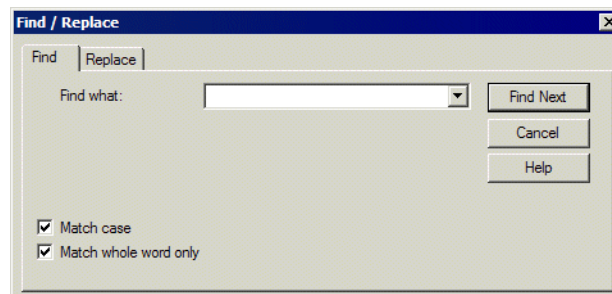 Find / Replace
Find
Replace
Find what:
Find Next
Cancel
Help
Match case
Match whole word only